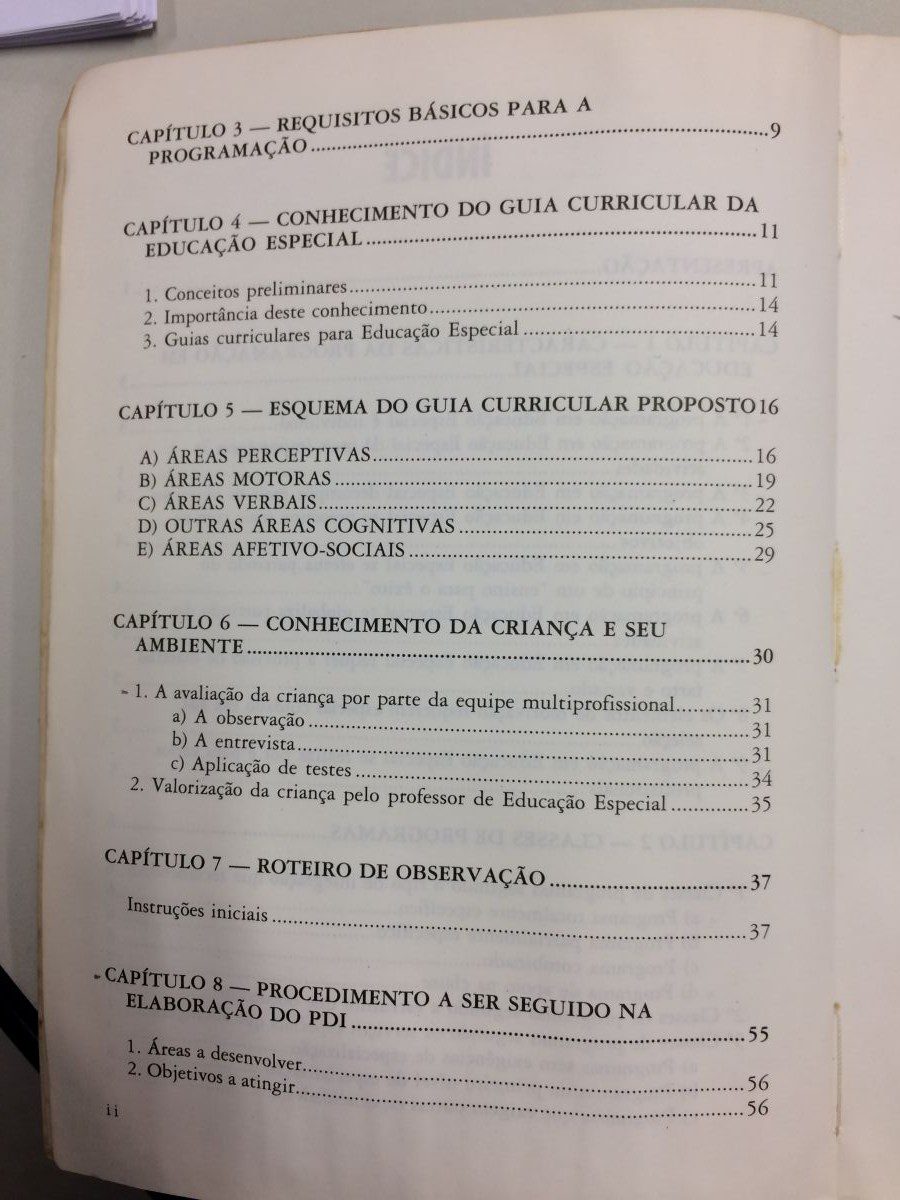 CAPÍTULO 3 — REQUISITOS BÁSICOS PARA A
PROGRAMAÇÃO........................................................................9
CAPÍTULO 4 — CONHECIMENTO DO GUIA CURRICULAR DA
EDUCAÇÃO ESPECIAL............................................................11
1. Conceitos preliminares............................................................11
2. Importância deste conhecimento................................................14
3. Guias curriculares para Educação Especial....................................14
CAPÍTULO 5 — ESQUEMA DO GUIA CURRICULAR PROPOSTO16
A) ÁREAS PERCEPTIVAS............................................................16
B) ÁREAS MOTORAS................................................................19
C) ÁREAS VERBAIS..................................................................22
D) OUTRAS ÁREAS COGNITIVAS..................................................25
E) ÁREAS AFETIVO-SOCIAIS........................................................29
CAPÍTULO 6 — CONHECIMENTO DA CRIANÇA E SEU
AMBIENTE..............................................................................30
1. A avaliação da criança por parte da equipe multiprofissional............31
a) A observação......................................................................31
b) A entrevista........................................................................31
c) Aplicação de testes................................................................34
2. Valorização da criança pelo professor de Educação Especial.............35
CAPÍTULO 7 — ROTEIRO DE OBSERVAÇÃO..................................37
Instruções iniciais......................................................................37
CAPÍTULO 8 — PROCEDIMENTO A SER SEGUIDO NA
ELABORAÇÃO DO PDI..............................................................55
1. Áreas a desenvolver................................................................56
2. Objetivos a atingir..................................................................56
ii